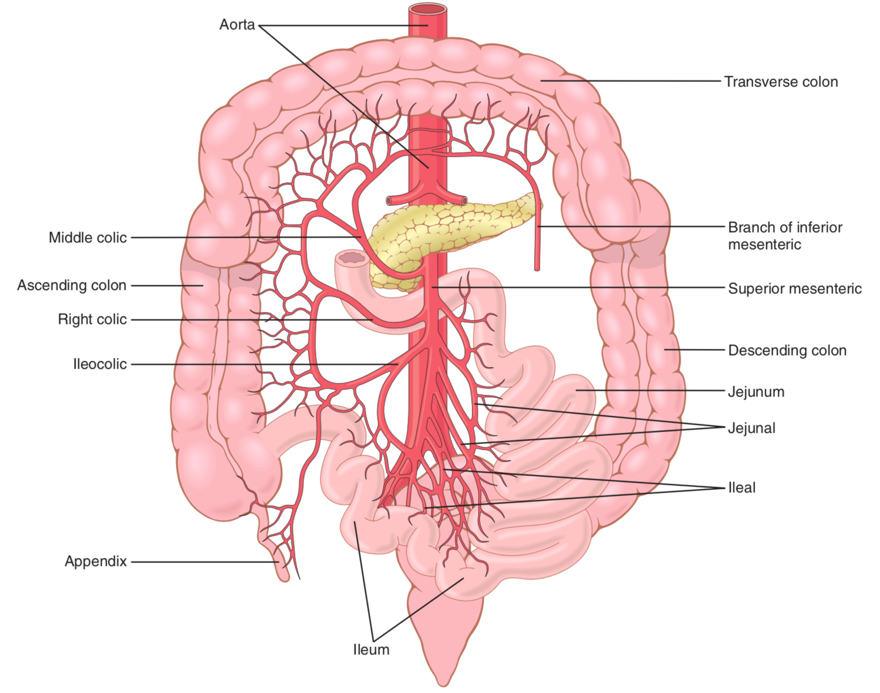 Aorta
Transverse colon
Middle colic
Branch of inferior
mesenteric
Ascending colon
Superior mesenteric
Right colic
Descending colon
Ileocolic
Jejunum
Jejunal
Ileal
Appendix
Ileum